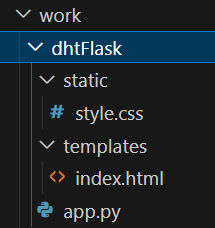 work
dhtFlask
static
# style.css
templates
<> index.html
app.py